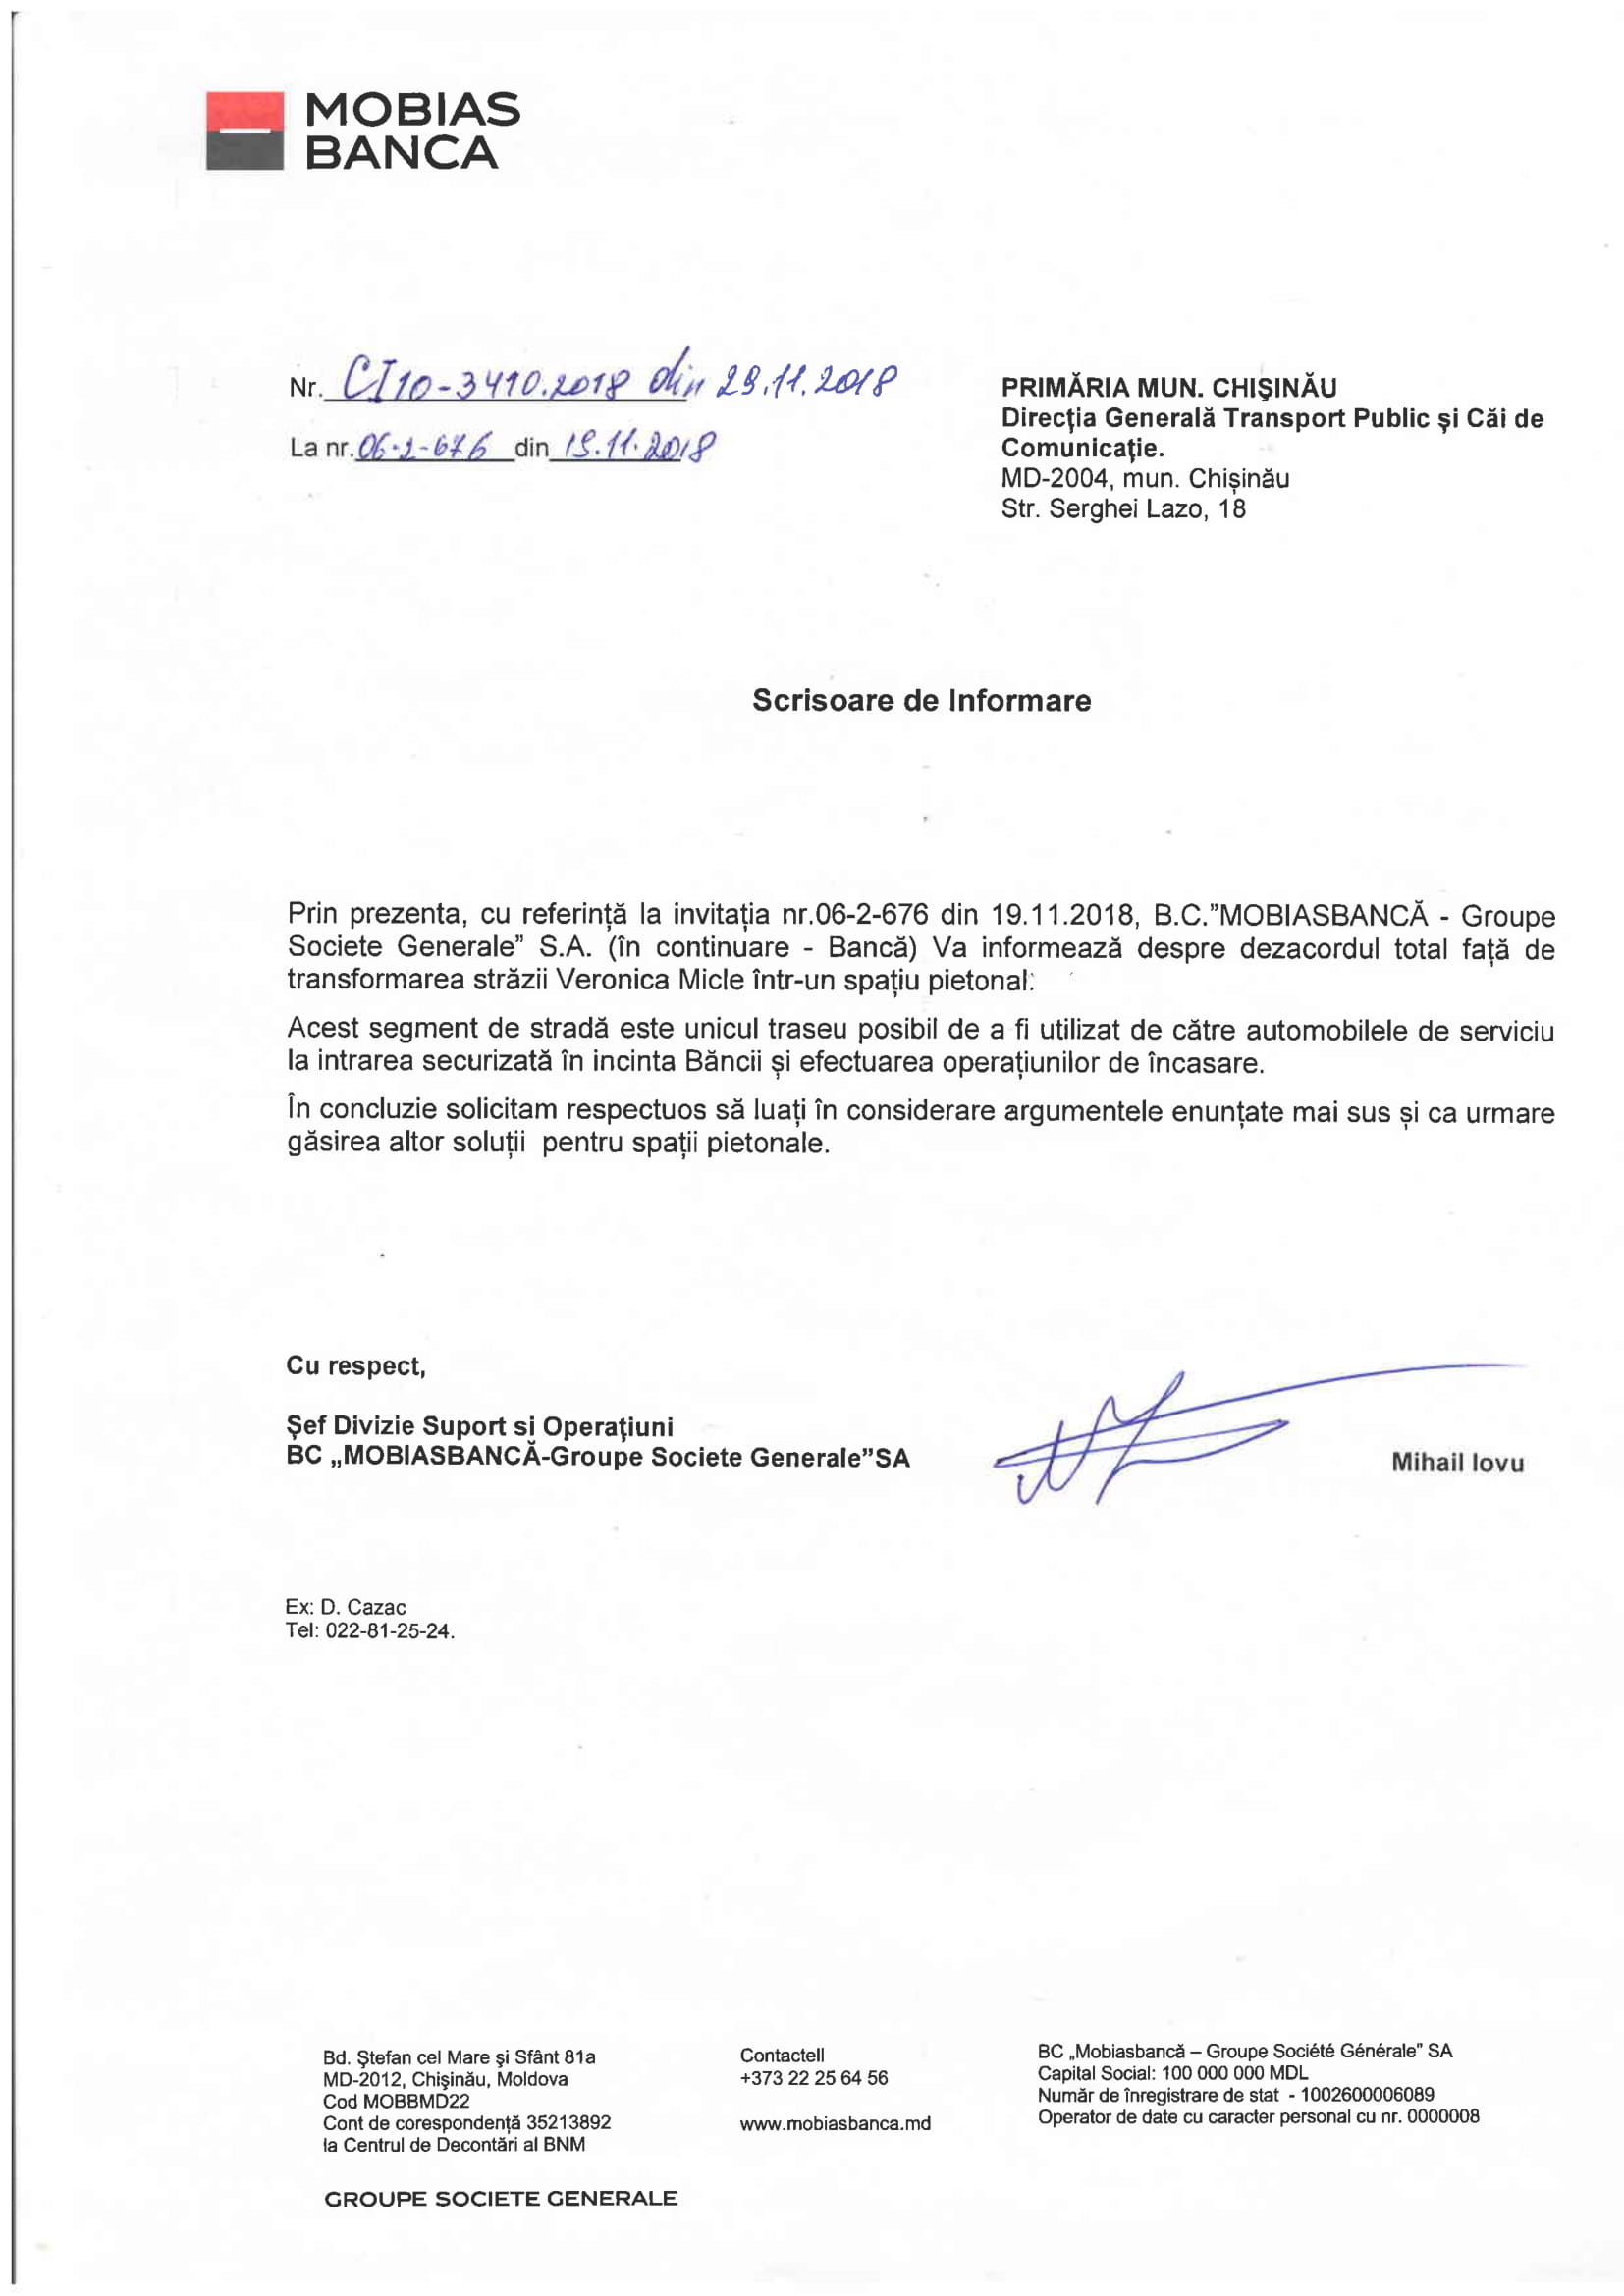 MOBIAS
BANCA
Nr. CI10-3410.2018 din 29.11.2018
La nr. 06-2-676 din 19.11.2018
PRIMĂRIA MUN. CHIŞINĂU
Direcția Generală Transport Public și Căi de
Comunicație.
MD-2004, mun. Chișinău
Str. Serghei Lazo, 18
Scrisoare de Informare
Prin prezenta, cu referință la invitația nr.06-2-676 din 19.11.2018, B.C.”MOBIASBANCĂ - Groupe
Societe Generale” S.A. (în continuare - Bancă) Va informează despre dezacordul total față de
transformarea străzii Veronica Micle într-un spațiu pietonal:
Acest segment de stradă este unicul traseu posibil de a fi utilizat de către automobilele de serviciu
la intrarea securizată în incinta Băncii și efectuarea operațiunilor de încasare.
În concluzie solicitam respectuos să luați în considerare argumentele enunțate mai sus și ca urmare
găsirea altor soluții pentru spații pietonale.
Cu respect,
Șef Divizie Suport si Operațiuni
BC „MOBIASBANCĂ-Groupe Societe Generale”SA
Mihail Iovu
Ex: D. Cazac
Tel: 022-81-25-24.
Bd. Ştefan cel Mare şi Sfânt 81a
MD-2012, Chişinău, Moldova
Cod MOBBMD22
Cont de corespondență 35213892
la Centrul de Decontări al BNM
GROUPE SOCIETE GENERALE
Contactell
+373 22 25 64 56
www.mobiasbanca.md
BC „Mobiasbancă – Groupe Société Générale” SA
Capital Social: 100 000 000 MDL
Număr de înregistrare de stat - 1002600006089
Operator de date cu caracter personal cu nr. 0000008